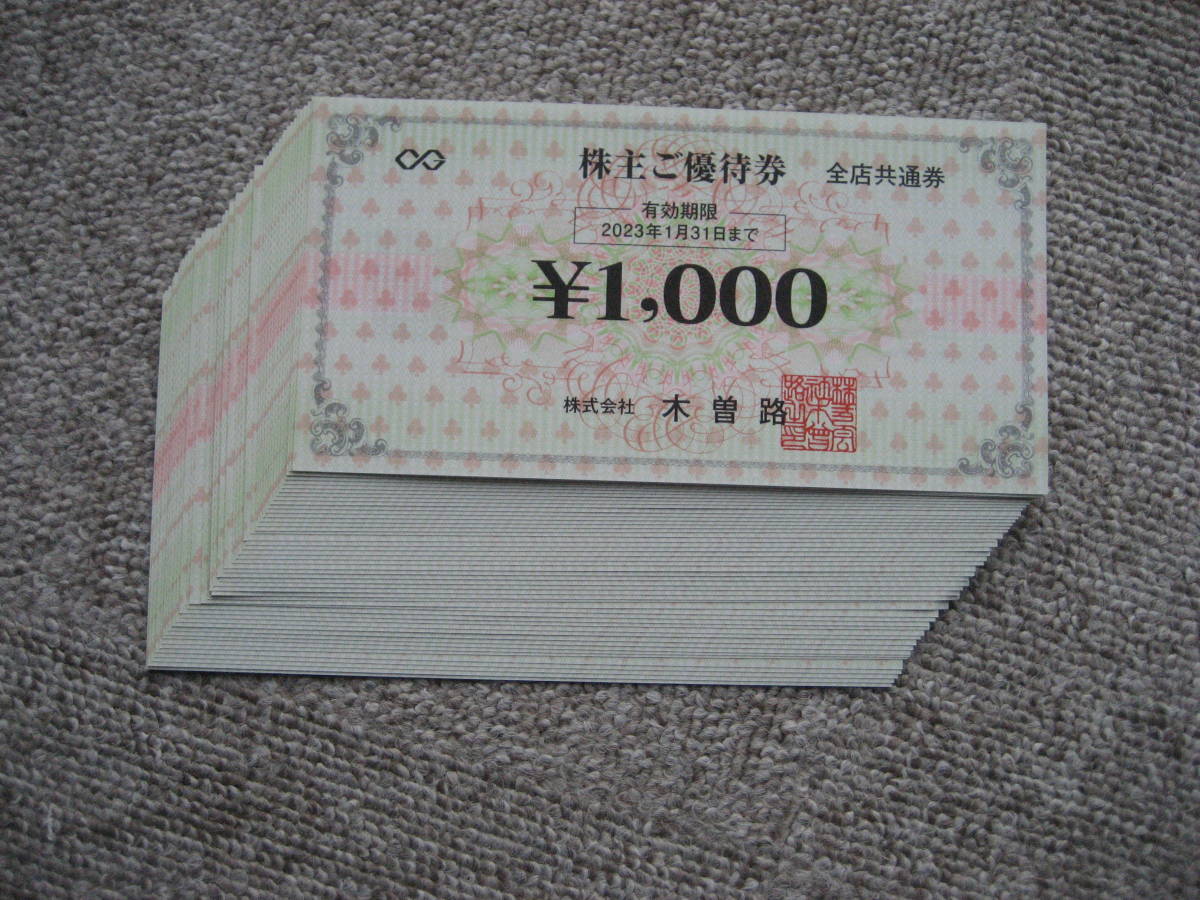 株主ご優待券 全店共通券
有効期限
2023年1月31日まで
¥1,000
株式会社 木曽路